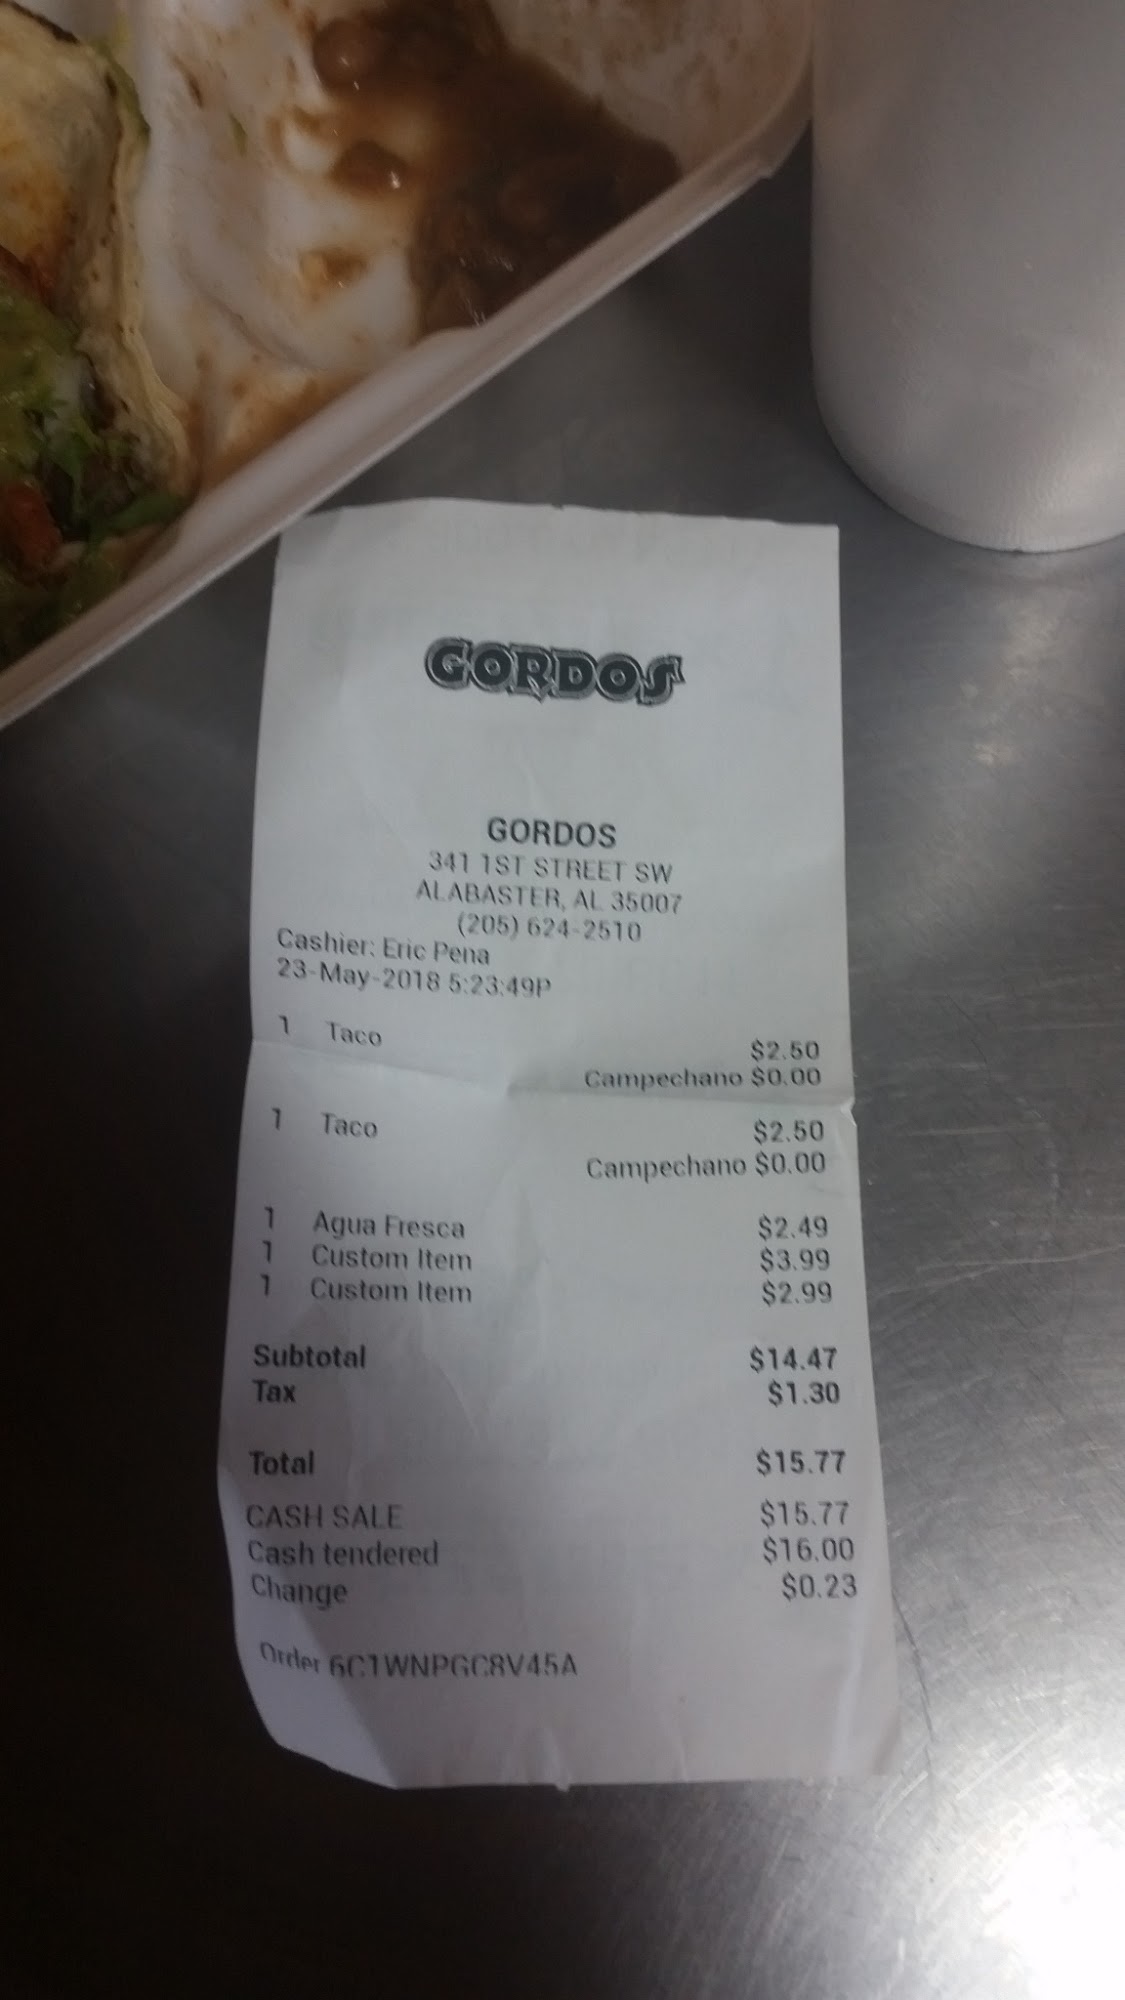 GORDOS
GORDOS
341 1ST STREET SW
ALABASTER, AL 35007
(205) 624-2510
Cashier: Eric Pena
23-May-2018 5:23:49P
1 Taco $2.50
Campechano $0.00
1 Taco $2.50
Campechano $0.00
1 Agua Fresca $2.49
1 Custom Item $3.99
1 Custom Item $2.99
Subtotal $14.47
Tax $1.30
Total $15.77
CASH SALE $15.77
Cash tendered $16.00
Change $0.23
Order 6C1WNPGC8V45A